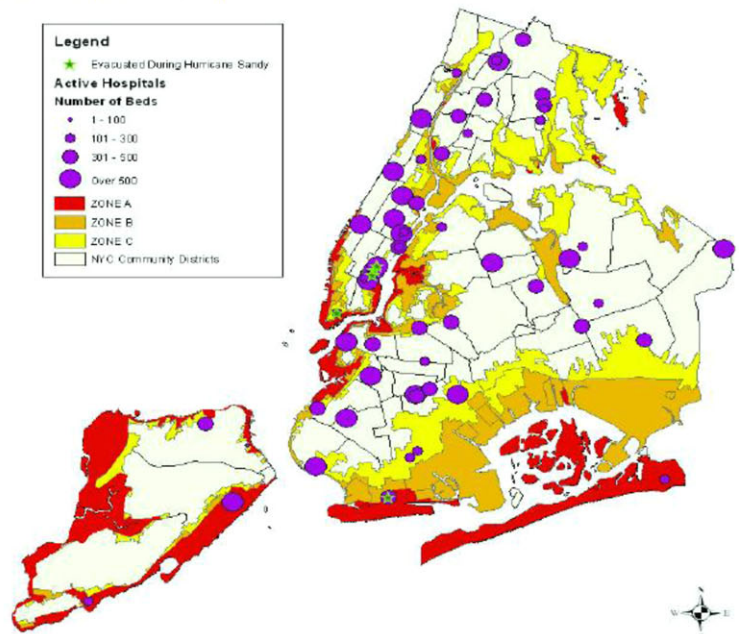 Legend
Evacuated During Hurricane Sandy
Active Hospitals
Number of Beds
1 - 100
101 - 300
301 - 500
Over 500
ZONE A
ZONE B
ZONE C
NYC Community Districts
N
W E
S